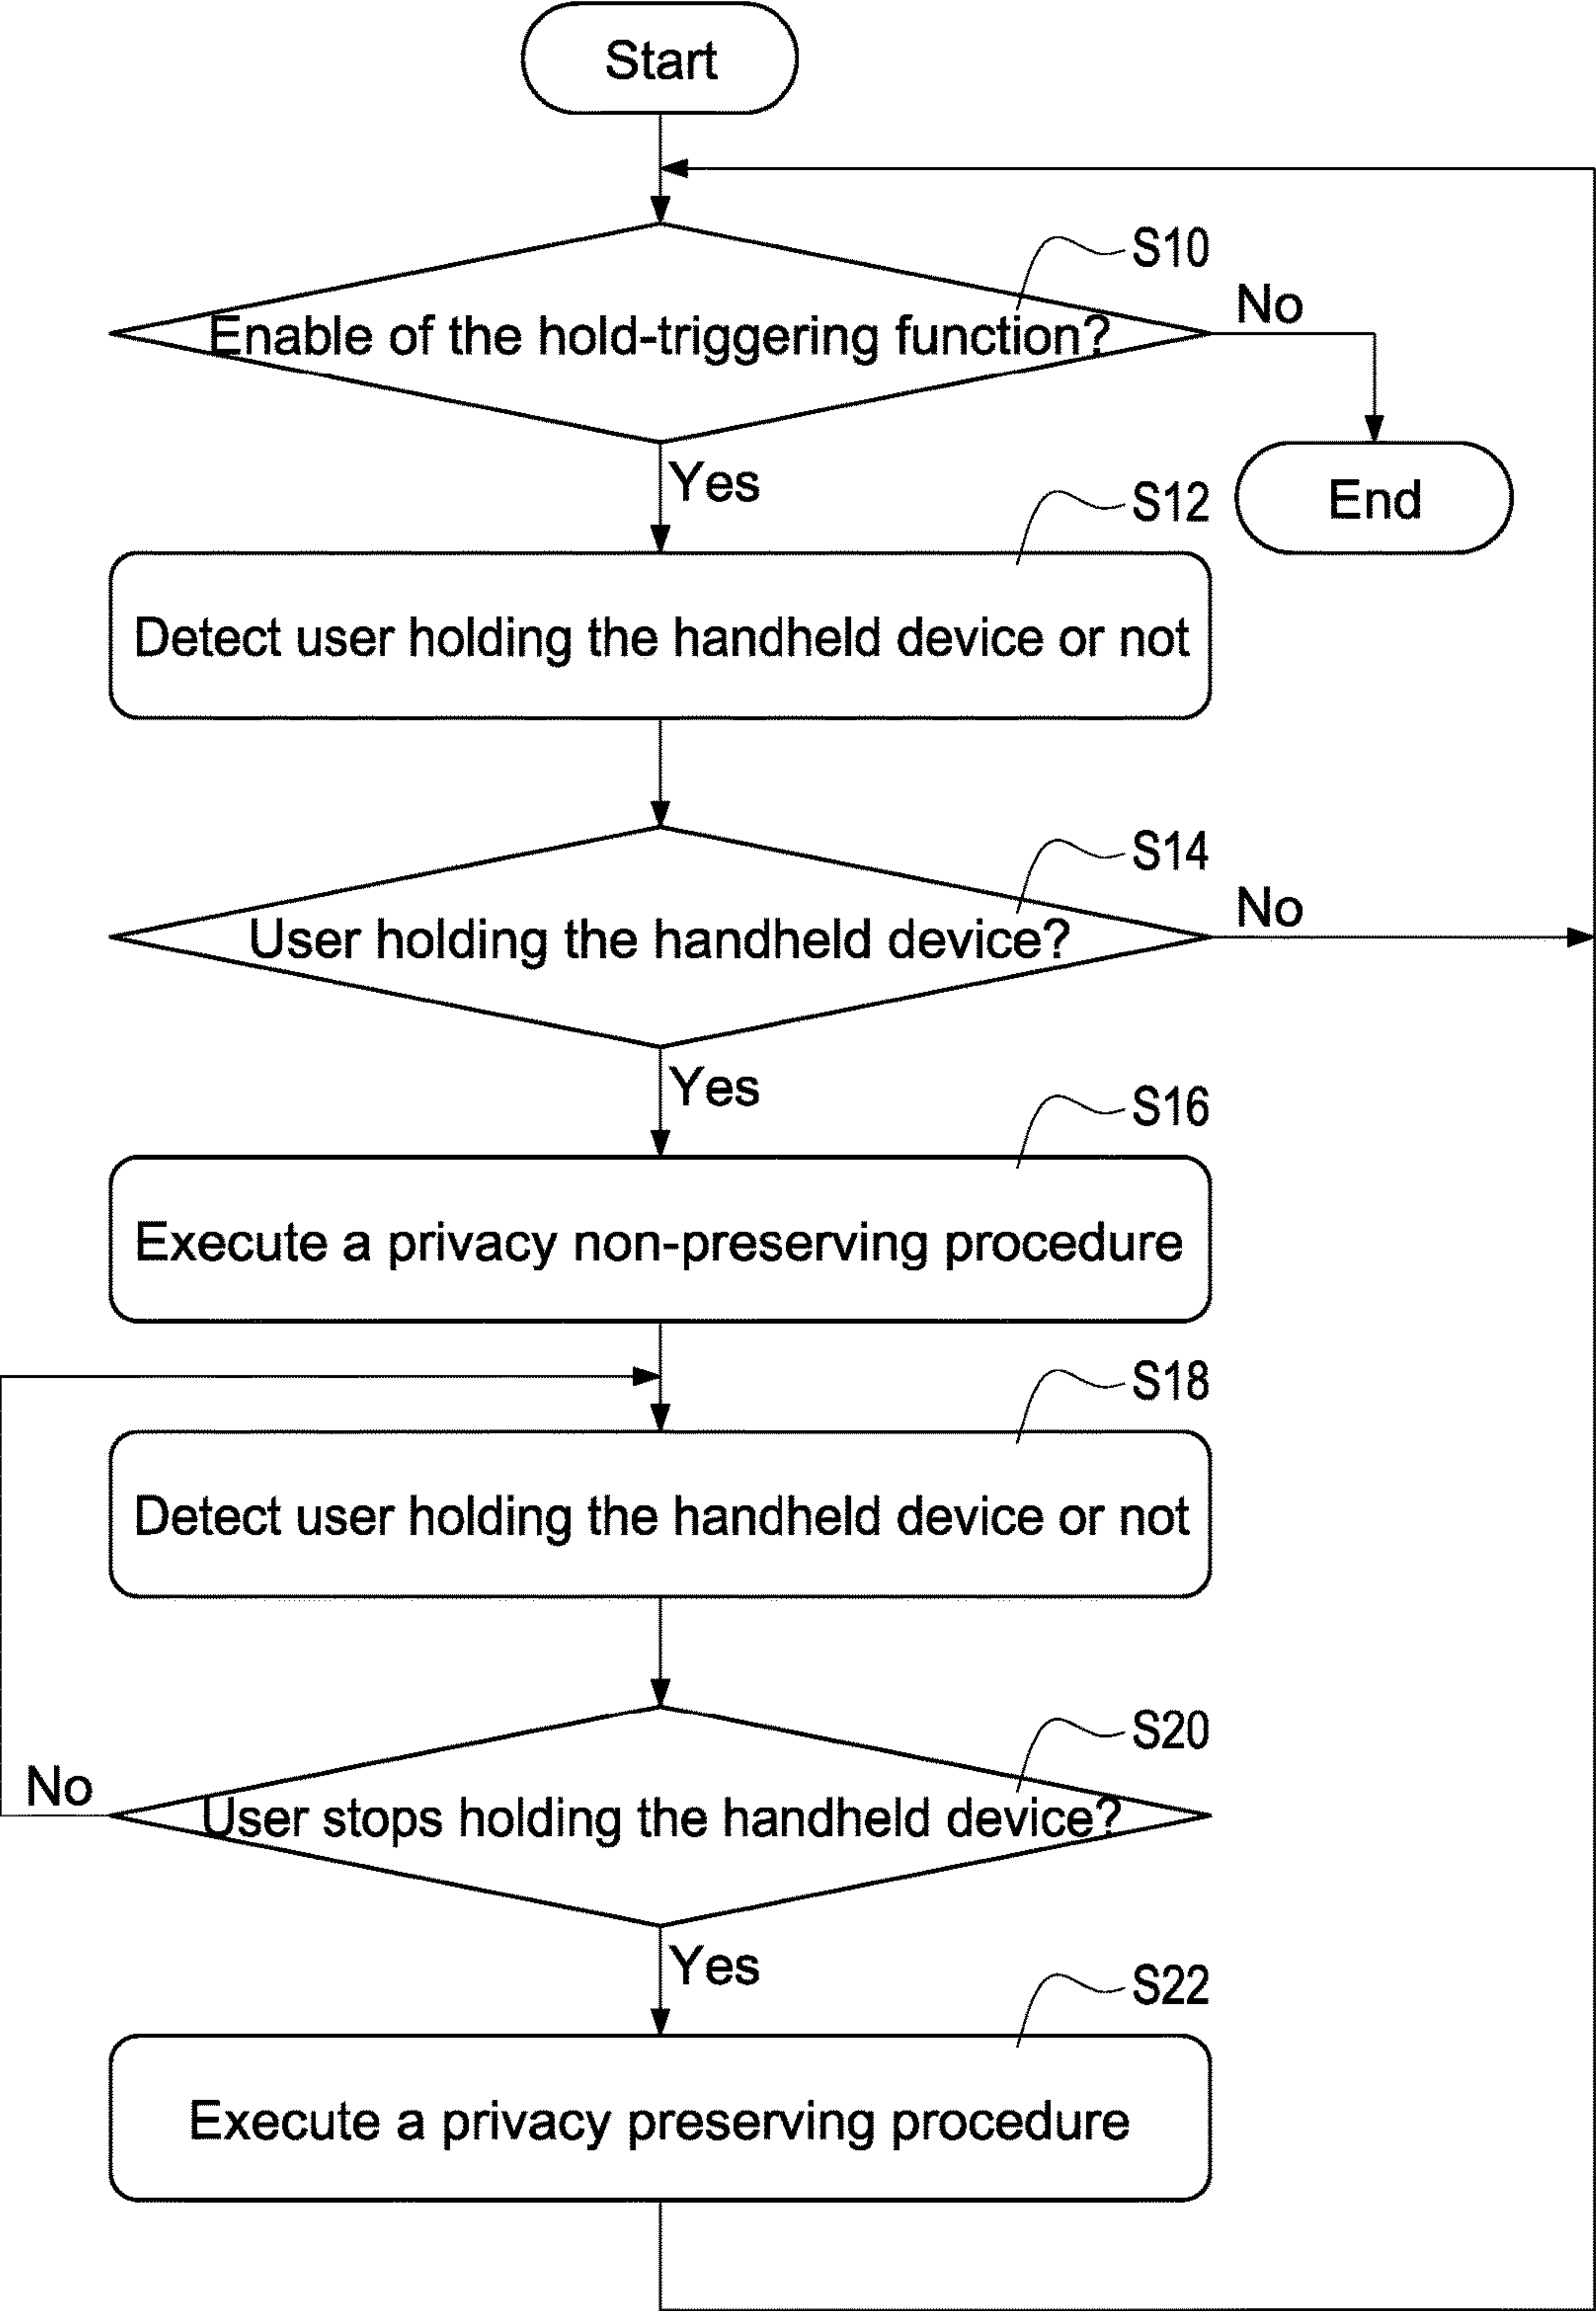 Start
S10
No
Enable of the hold-triggering function?
Yes
S12
End
Detect user holding the handheld device or not
S14
No
User holding the handheld device?
Yes
S16
Execute a privacy non-preserving procedure
S18
Detect user holding the handheld device or not
S20
No
User stops holding the handheld device?
Yes
S22
Execute a privacy preserving procedure